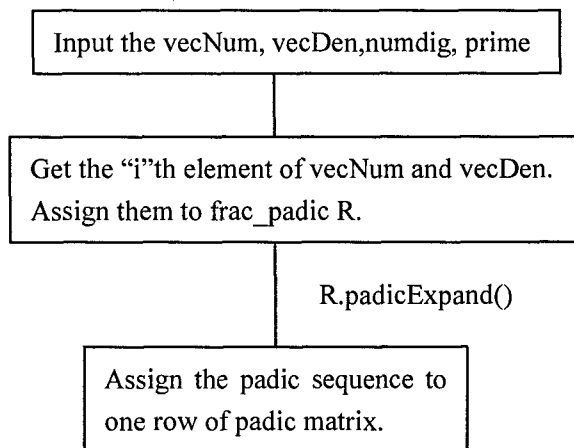 Input the vecNum, vecDen,numdig, prime
Get the “i”th element of vecNum and vecDen.
Assign them to frac_padic R.
R.padicExpand()
Assign the padic sequence to
one row of padic matrix.